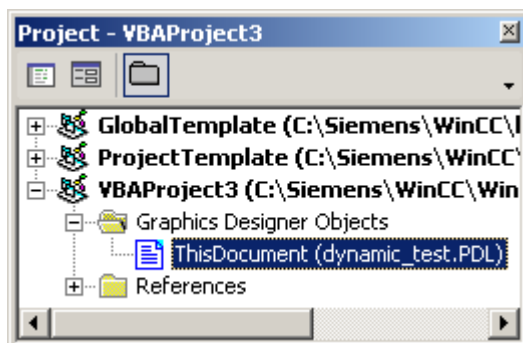 Project - VBAProject3
GlobalTemplate (C:\Siemens\WinCC\
ProjectTemplate (C:\Siemens\WinCC\
VBAProject3 (C:\Siemens\WinCC\Win
Graphics Designer Objects
ThisDocument (dynamic_test.PDL)
References